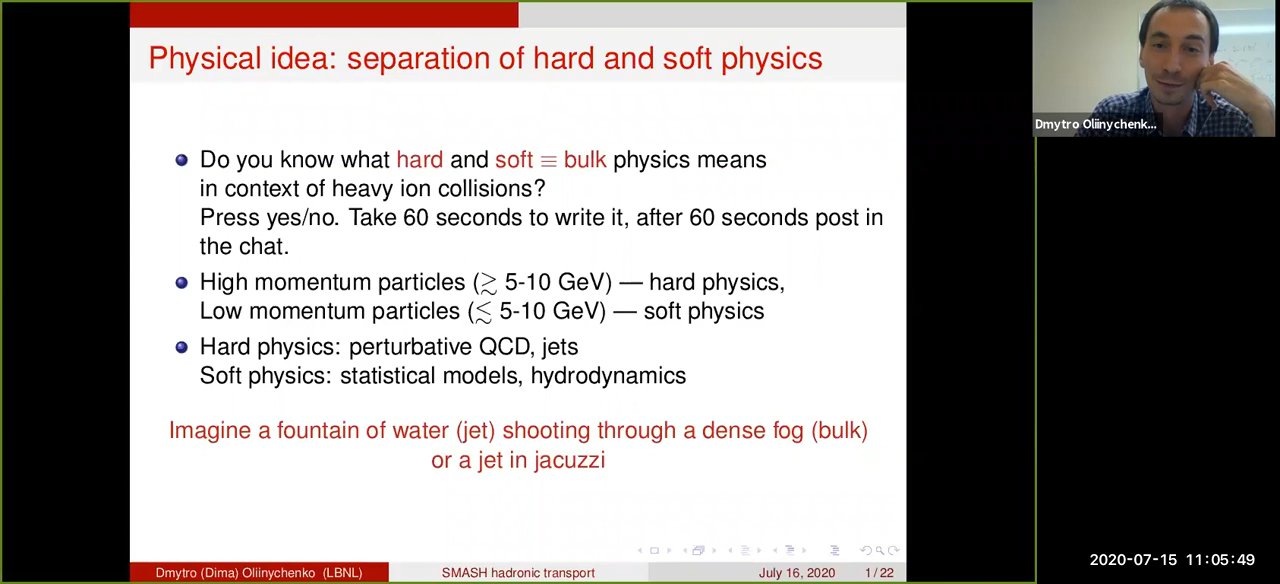 Physical idea: separation of hard and soft physics
Do you know what hard and soft ≡ bulk physics means
in context of heavy ion collisions?
Press yes/no. Take 60 seconds to write it, after 60 seconds post in
the chat.
High momentum particles (≳ 5-10 GeV) — hard physics,
Low momentum particles (≲ 5-10 GeV) — soft physics
Hard physics: perturbative QCD, jets
Soft physics: statistical models, hydrodynamics
Imagine a fountain of water (jet) shooting through a dense fog (bulk)
or a jet in jacuzzi
Dmytro (Dima) Oliinychenko (LBNL)
SMASH hadronic transport
July 16, 2020
1 / 22
Dmytro Oliinychenk...
2020-07-15 11:05:49